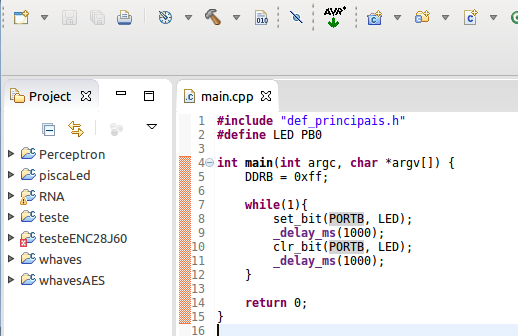 AVR
010
Project
Perceptron
piscaLed
RNA
teste
testeENC28J60
whaves
whavesAES
main.cpp
1 #include "def_principais.h"
2 #define LED PB0
3
4 int main(int argc, char *argv[]) {
5 DDRB = 0xff;
6
7 while(1){
8 set_bit(PORTB, LED);
9 _delay_ms(1000);
10 clr_bit(PORTB, LED);
11 _delay_ms(1000);
12 }
13
14 return 0;
15 }
16